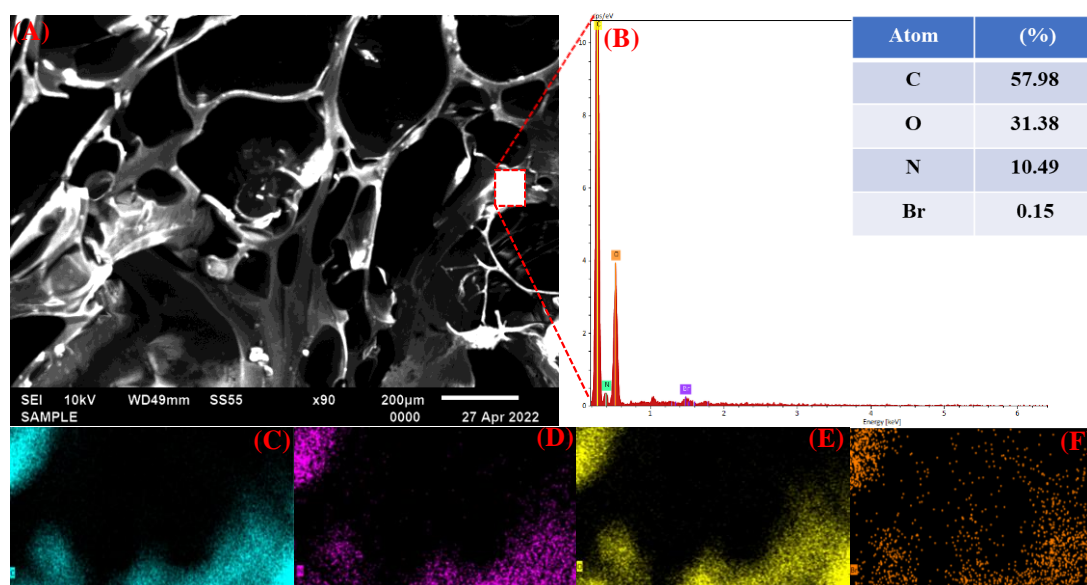 (A)
SEI 10kV WD49mm SS55 x90 200µm
SAMPLE 0000 27 Apr 2022
(B)
cps/eV
10
8
6
4
2
0
1 2 3 4 5 6
Energy [keV]
C
N
O
Br
Atom (%)
C 57.98
O 31.38
N 10.49
Br 0.15
(C)
(D)
(E)
(F)